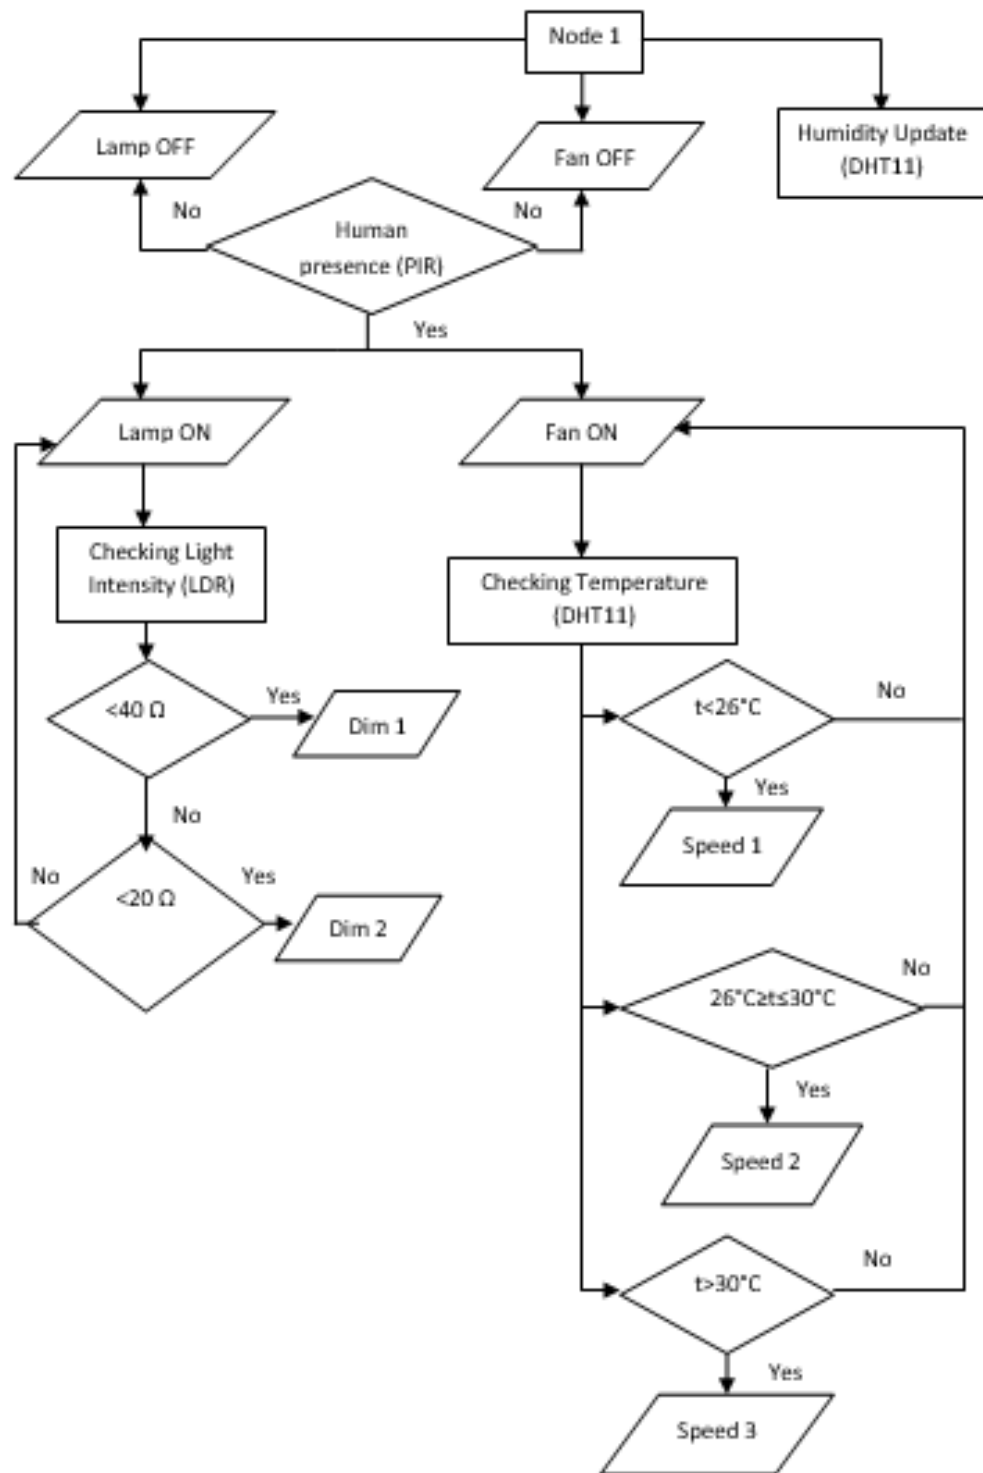 Node 1
Lamp OFF
Fan OFF
Humidity Update
(DHT11)
No
No
Human
presence (PIR)
Yes
Lamp ON
Fan ON
Checking Light
Intensity (LDR)
Checking Temperature
(DHT11)
<40 Ω
Yes
Dim 1
t<26°C
No
No
Yes
Speed 1
No
<20 Ω
Yes
Dim 2
26°C≥t≤30°C
No
Yes
Speed 2
t>30°C
No
Yes
Speed 3